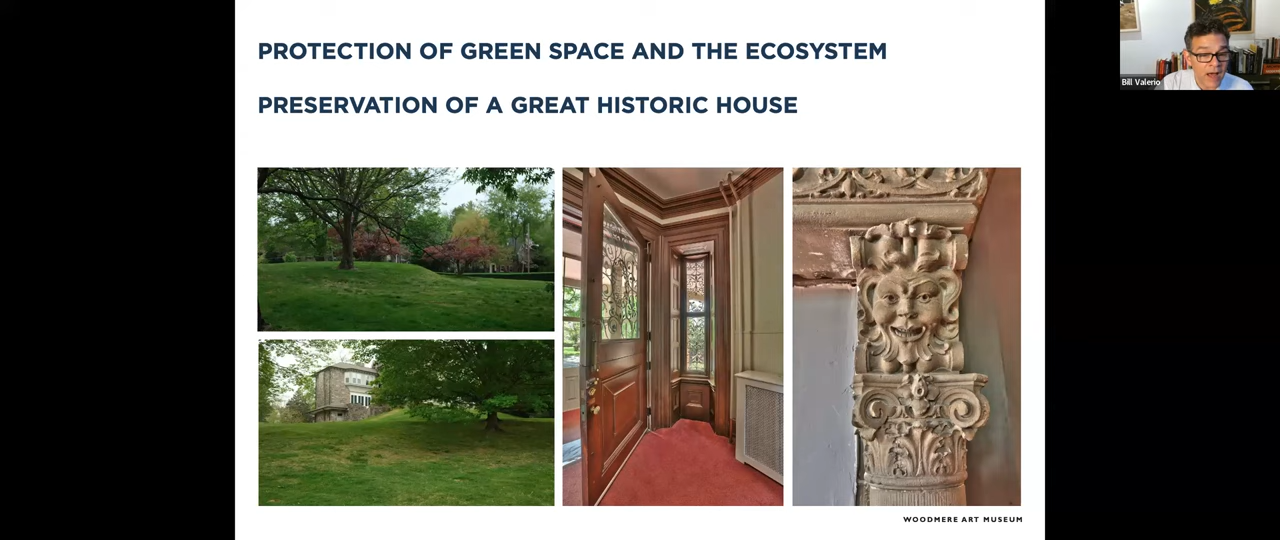 PROTECTION OF GREEN SPACE AND THE ECOSYSTEM
PRESERVATION OF A GREAT HISTORIC HOUSE
Bill Valerio
WOODMERE ART MUSEUM